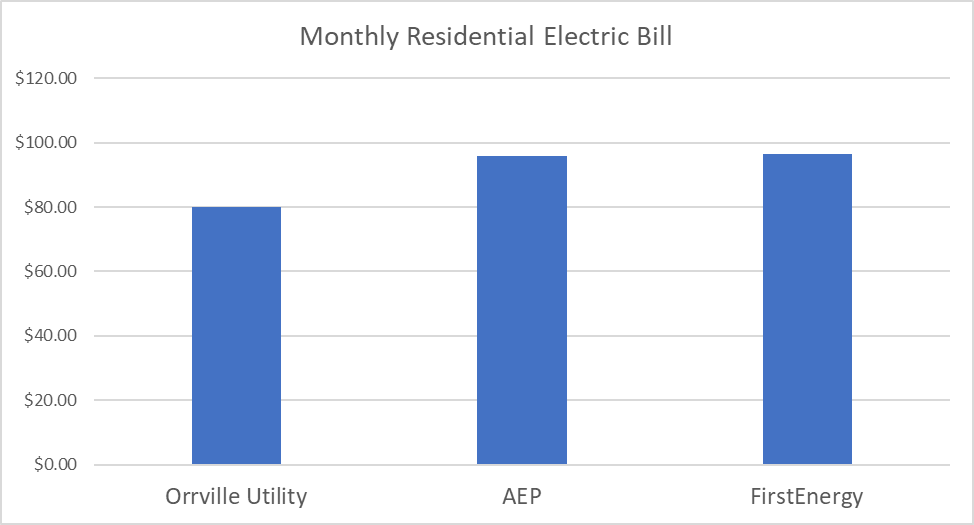 Monthly Residential Electric Bill
$120.00
$100.00
$80.00
$60.00
$40.00
$20.00
$0.00
Orrville Utility
AEP
FirstEnergy